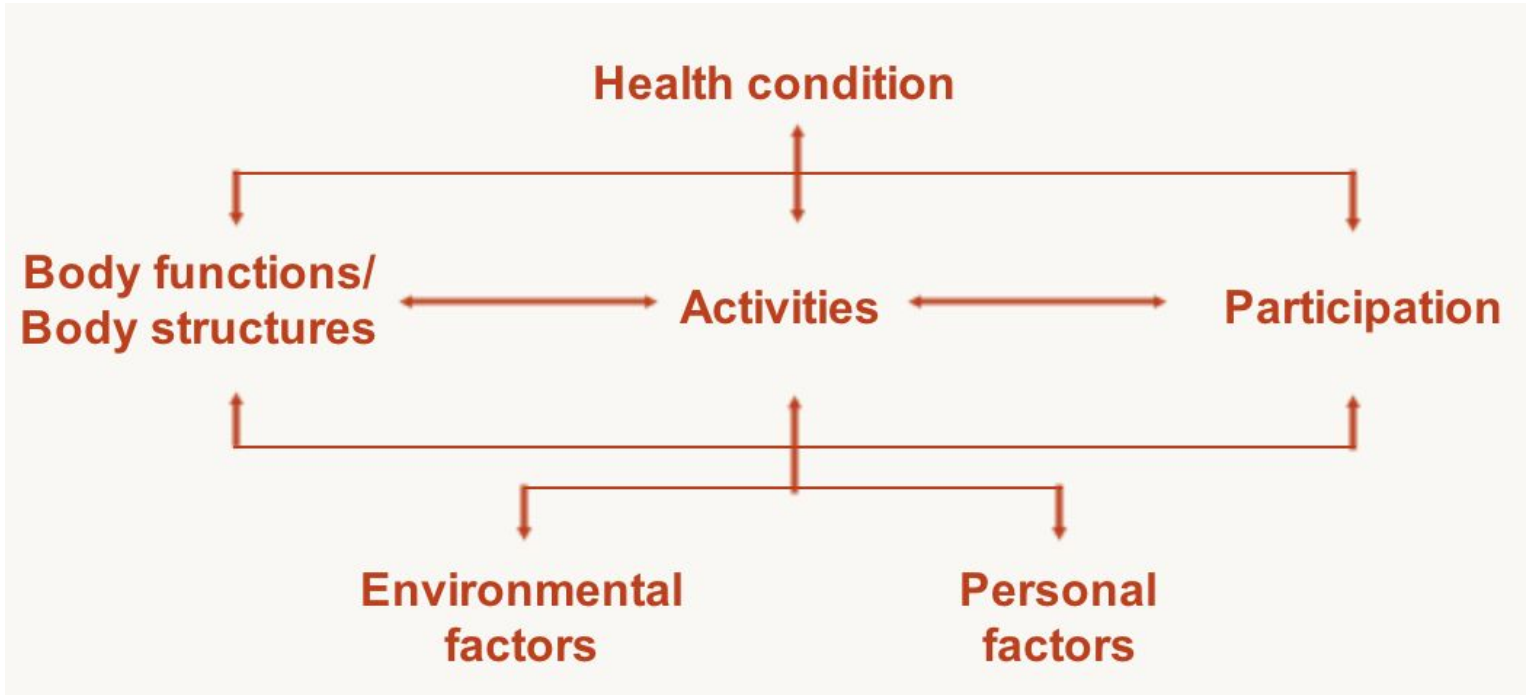 Health condition
Body functions/
Body structures
Activities
Participation
Environmental
factors
Personal
factors